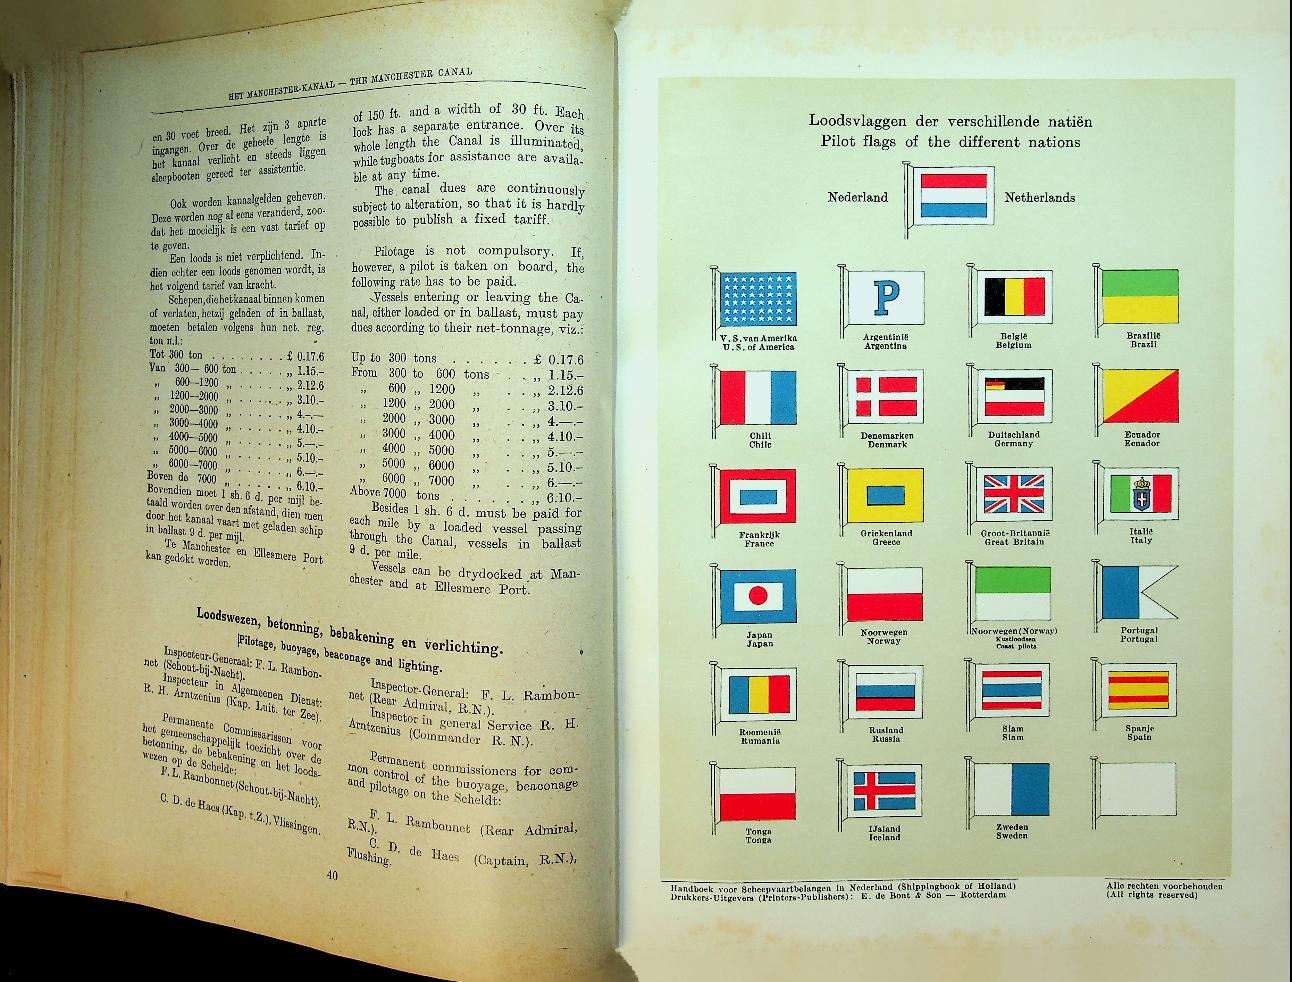 HET MANCHESTER-KANAAL — THE MANCHESTER CANAL
en 30 voet breed. Het zijn 3 aparte
ingangen. Over de geheele lengte is
het kanaal verlicht en steeds liggen
sleepbooten gereed ter assistentie.
Ook worden kanaalgelden geheven.
Deze worden nog al eens veranderd, zoo-
dat het moeielijk is een vast tarief op
te geven.
Een loods is niet verplichtend. In-
dien echter een loods genomen wordt, is
het volgend tarief van kracht.
Schepen, die het kanaal binnen komen
of verlaten, hetzij geladen of in ballast,
moeten betalen volgens hun net. reg.
ton n.l.:
Tot 300 ton . . . . . . . . £ 0.17.6
Van 300— 600 ton . . . . . „ 1.15.–
„ 600—1200 „ . . . . . „ 2.12.6
„ 1200—2000 „ . . . . . „ 3.10.–
„ 2000—3000 „ . . . . . „ 4.—.—
„ 3000—4000 „ . . . . . „ 4.10.–
„ 4000—5000 „ . . . . . „ 5.—.–
„ 5000—6000 „ . . . . . „ 5.10.–
„ 6000—7000 „ . . . . . „ 6.—.–
Boven de 7000 „ . . . . . „ 6.10.–
Bovendien moet 1 sh. 6 d. per mijl be-
taald worden over den afstand, dien men
door het kanaal vaart met geladen schip
in ballast 9 d. per mijl.
Te Manchester en Ellesmere Port
kan gedokt worden.
of 150 ft. and a width of 30 ft. Each
lock has a separate entrance. Over its
whole length the Canal is illuminated,
while tugboats for assistance are availa-
ble at any time.
The canal dues are continuously
subject to alteration, so that it is hardly
possible to publish a fixed tariff.
Pilotage is not compulsory. If,
however, a pilot is taken on board, the
following rate has to be paid.
Vessels entering or leaving the Ca-
nal, either loaded or in ballast, must pay
dues according to their net-tonnage, viz.:
Up to 300 tons . . . . . . . £ 0.17.6
From 300 to 600 tons . . . „ 1.15.–
„ 600 „ 1200 „ . . . „ 2.12.6
„ 1200 „ 2000 „ . . . „ 3.10.–
„ 2000 „ 3000 „ . . . „ 4.—.–
„ 3000 „ 4000 „ . . . „ 4.10.–
„ 4000 „ 5000 „ . . . „ 5.—.–
„ 5000 „ 6000 „ . . . „ 5.10.–
„ 6000 „ 7000 „ . . . „ 6.—.–
Above 7000 tons . . . . . . . „ 6.10.–
Besides 1 sh. 6 d. must be paid for
each mile by a loaded vessel passing
through the Canal, vessels in ballast
9 d. per mile.
Vessels can be drydocked at Man-
chester and at Ellesmere Port.
Loodswezen, betonning, bebakening en verlichting.
Pilotage, buoyage, beaconage and lighting.
Inspecteur-Generaal: F. L. Rambon-
net (Schout-bij-Nacht).
Inspecteur in Algemeenen Dienst:
R. H. Arntzenius (Kap. Luit. ter Zee).
Permanente Commissarissen voor
het gemeenschappelijk toezicht over de
betonning, de bebakening en het loods-
wezen op de Schelde:
F. L. Rambonnet (Schout-bij-Nacht).
C. D. de Haes (Kap. t. Z.), Vlissingen.
Inspector-General: F. L. Rambon-
net (Rear Admiral, R.N.).
Inspector in general Service R. H.
Arntzenius (Commander R. N.).
Permanent commissioners for com-
mon control of the buoyage, beaconage
and pilotage on the Scheldt:
F. L. Rambonnet (Rear Admiral,
R.N.).
C. D. de Haes (Captain, R.N.),
Flushing.
40
Loodsvlaggen der verschillende natiën
Pilot flags of the different nations
Nederland Netherlands
V. S. van Amerika
U. S. of America
P
Argentinië
Argentina
België
Belgium
Brazilië
Brazil
Chili
Chile
Denemarken
Denmark
Duitschland
Germany
Ecuador
Ecuador
Frankrijk
France
Griekenland
Greece
Groot-Britannië
Great Britain
Italië
Italy
Japan
Japan
Noorwegen
Norway
Noorwegen (Norway)
Kustloodsen
Coast pilots
Portugal
Portugal
Roemenië
Rumania
Rusland
Russia
Siam
Siam
Spanje
Spain
Tonga
Tonga
IJsland
Iceland
Zweden
Sweden
Handboek voor Scheepvaartbelangen in Nederland (Shippingbook of Holland)
Drukkers-Uitgevers (Printers-Publishers): E. de Bont & Son — Rotterdam
Alle rechten voorbehouden
(All rights reserved)